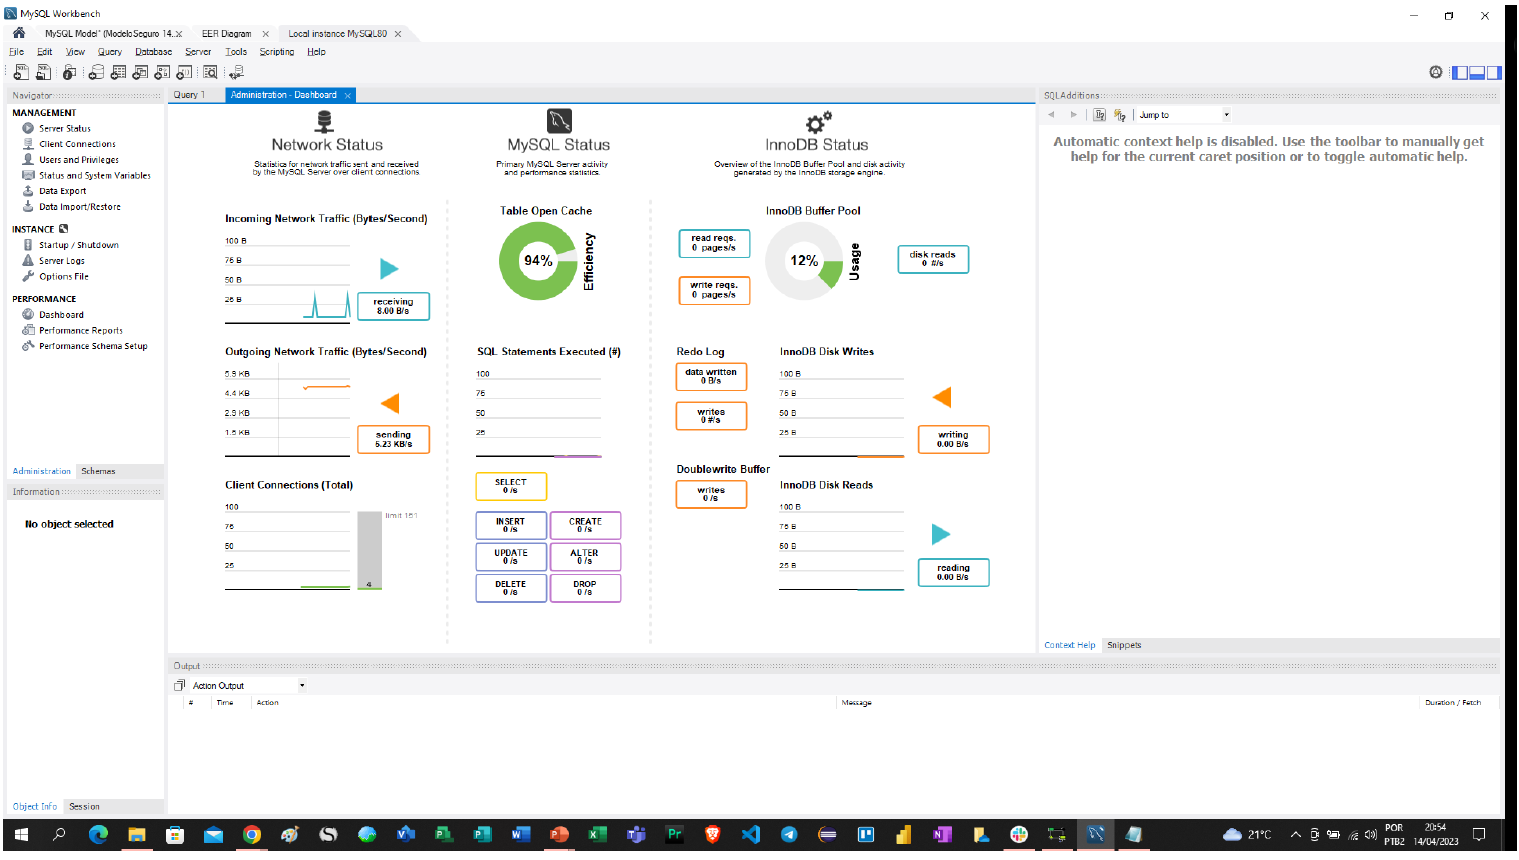 MySQL Workbench
MySQL Model* (ModeloSeguro 14...
EER Diagram
Local instance MySQL80
File Edit View Query Database Server Tools Scripting Help
Navigator
MANAGEMENT
Server Status
Client Connections
Users and Privileges
Status and System Variables
Data Export
Data Import/Restore
INSTANCE
Startup / Shutdown
Server Logs
Options File
PERFORMANCE
Dashboard
Performance Reports
Performance Schema Setup
Administration Schemas
Information
No object selected
Object Info Session
Query 1
Administration - Dashboard
Network Status
Statistics for network traffic sent and received
by the MySQL Server over client connections.
Incoming Network Traffic (Bytes/Second)
100 B
75 B
50 B
25 B
receiving
8.00 B/s
Outgoing Network Traffic (Bytes/Second)
5.9 KB
4.4 KB
2.9 KB
1.5 KB
sending
5.23 KB/s
Client Connections (Total)
100
75
50
25
limit 151
4
MySQL Status
Primary MySQL Server activity
and performance statistics.
Table Open Cache
94%
Efficiency
SQL Statements Executed (#)
100
75
50
25
SELECT
0 /s
INSERT
0 /s
CREATE
0 /s
UPDATE
0 /s
ALTER
0 /s
DELETE
0 /s
DROP
0 /s
InnoDB Status
Overview of the InnoDB Buffer Pool and disk activity
generated by the InnoDB storage engine.
InnoDB Buffer Pool
read reqs.
0 pages/s
write reqs.
0 pages/s
12%
Usage
disk reads
0 #/s
Redo Log
data written
0 B/s
writes
0 #/s
InnoDB Disk Writes
100 B
75 B
50 B
25 B
writing
0.00 B/s
Doublewrite Buffer
writes
0 /s
InnoDB Disk Reads
100 B
75 B
50 B
25 B
reading
0.00 B/s
SQLAdditions
Jump to
Automatic context help is disabled. Use the toolbar to manually get
help for the current caret position or to toggle automatic help.
Context Help Snippets
Output
Action Output
# Time Action Message Duration / Fetch
21°C
POR
PTB2
20:54
14/04/2023